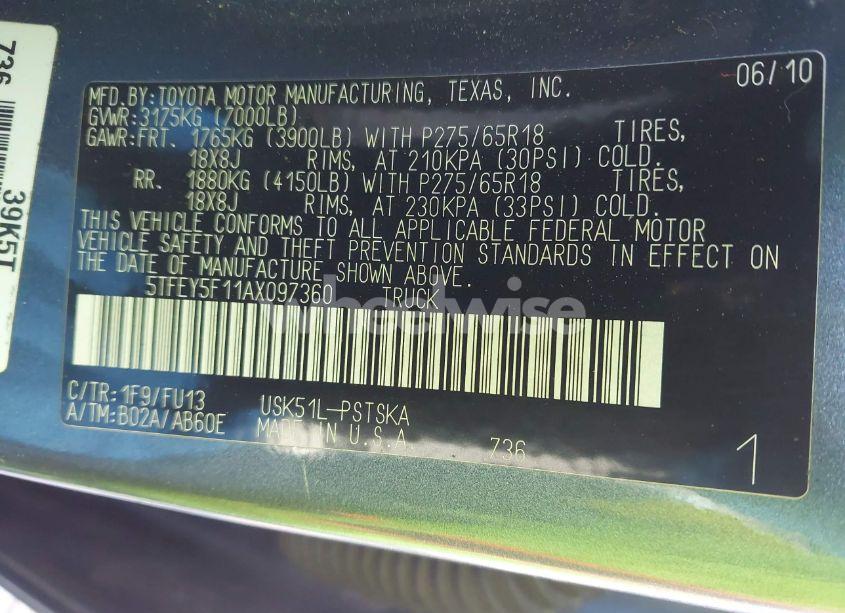 06/10
MFD.BY:TOYOTA MOTOR MANUFACTURING, TEXAS, INC.
GVWR:3175KG (7000LB)
GAWR:FRT. 1765KG (3900LB) WITH P275/65R18 TIRES,
18X8J RIMS, AT 210KPA (30PSI) COLD.
RR. 1880KG (4150LB) WITH P275/65R18 TIRES,
18X8J RIMS, AT 230KPA (33PSI) COLD.
THIS VEHICLE CONFORMS TO ALL APPLICABLE FEDERAL MOTOR
VEHICLE SAFETY AND THEFT PREVENTION STANDARDS IN EFFECT ON
THE DATE OF MANUFACTURE SHOWN ABOVE.
5TFEY5F11AX097360 TRUCK
wheelwise
C/TR:1F9/FU13 USK51L-PSTSKA
A/TM:B02A/AB60E MADE IN U.S.A. 736
1
736 39K5T